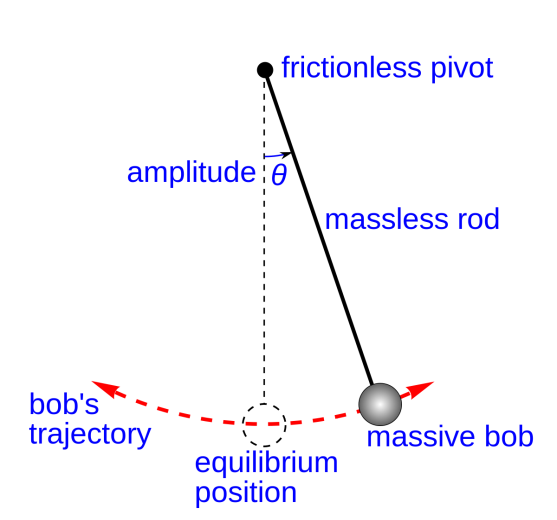 frictionless pivot
amplitude
θ
massless rod
bob's
trajectory
massive bob
equilibrium
position